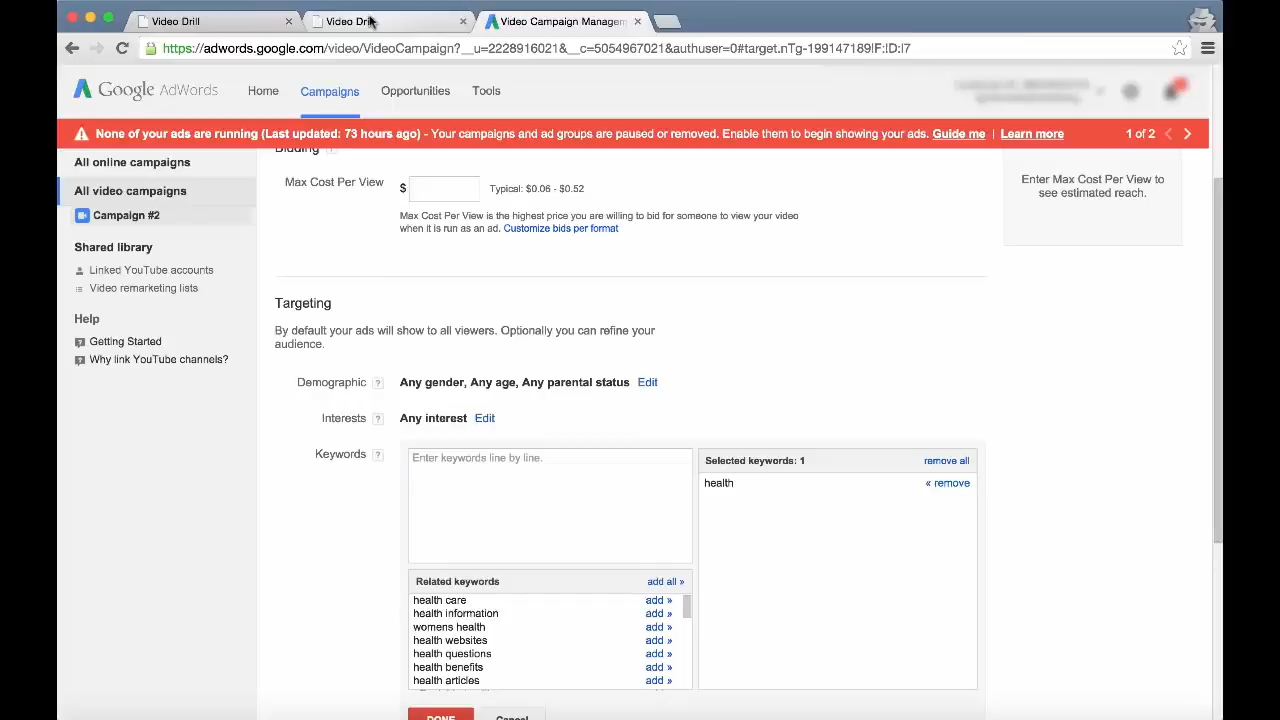 Video Drill
Video Dri
Video Campaign Managem
https://adwords.google.com/video/VideoCampaign?__u=2228916021&__c=5054967021&authuser=0#target.nTg-199147189!F:!D:!7
Google AdWords
Home
Campaigns
Opportunities
Tools
None of your ads are running (Last updated: 73 hours ago) - Your campaigns and ad groups are paused or removed. Enable them to begin showing your ads. Guide me | Learn more
1 of 2
All online campaigns
All video campaigns
Campaign #2
Shared library
Linked YouTube accounts
Video remarketing lists
Help
Getting Started
Why link YouTube channels?
Bidding ?
Max Cost Per View
$
Typical: $0.06 - $0.52
Max Cost Per View is the highest price you are willing to bid for someone to view your video
when it is run as an ad. Customize bids per format
Enter Max Cost Per View to
see estimated reach.
Targeting
By default your ads will show to all viewers. Optionally you can refine your
audience.
Demographic ?
Any gender, Any age, Any parental status Edit
Interests ?
Any interest Edit
Keywords ?
Enter keywords line by line.
Selected keywords: 1
remove all
health
« remove
Related keywords
add all »
health care add »
health information add »
womens health add »
health websites add »
health questions add »
health benefits add »
health articles add »
DONE
Cancel